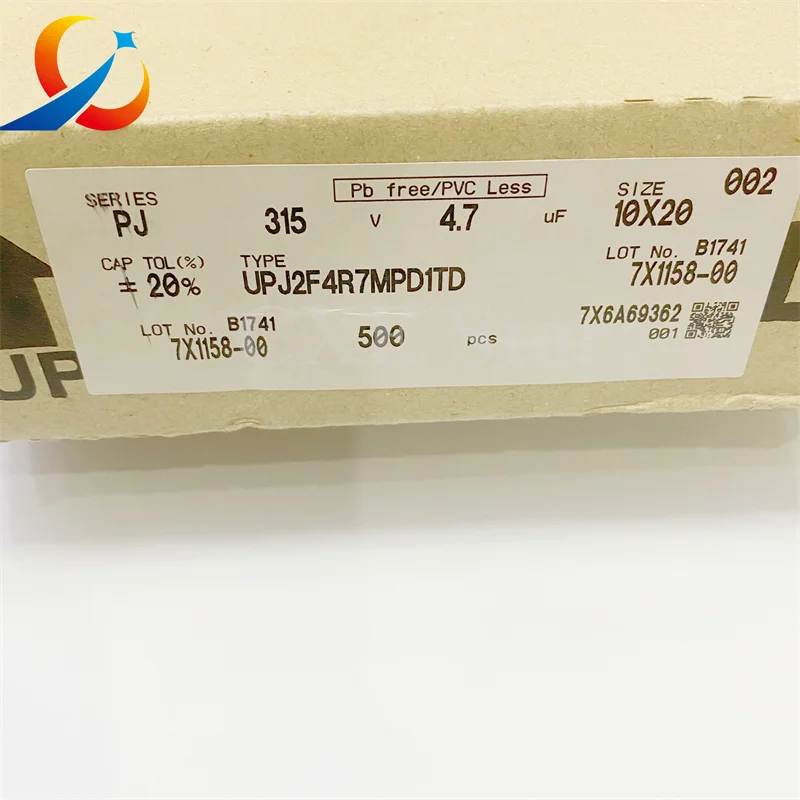 Pb free/PVC Less
SERIES SIZE 002
PJ 315 V 4.7 uF 10X20
CAP TOL(%) TYPE LOT No. B1741
± 20% UPJ2F4R7MPD1TD 7X1158-00
LOT No. B1741 7X6A69362
7X1158-00 500 pcs 001
UP